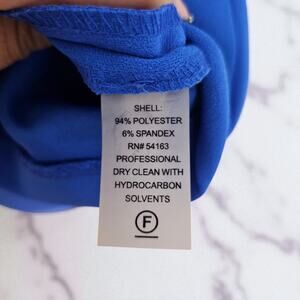 SHELL:
94% POLYESTER
6% SPANDEX
RN# 54163
PROFESSIONAL
DRY CLEAN WITH
HYDROCARBON
SOLVENTS
F